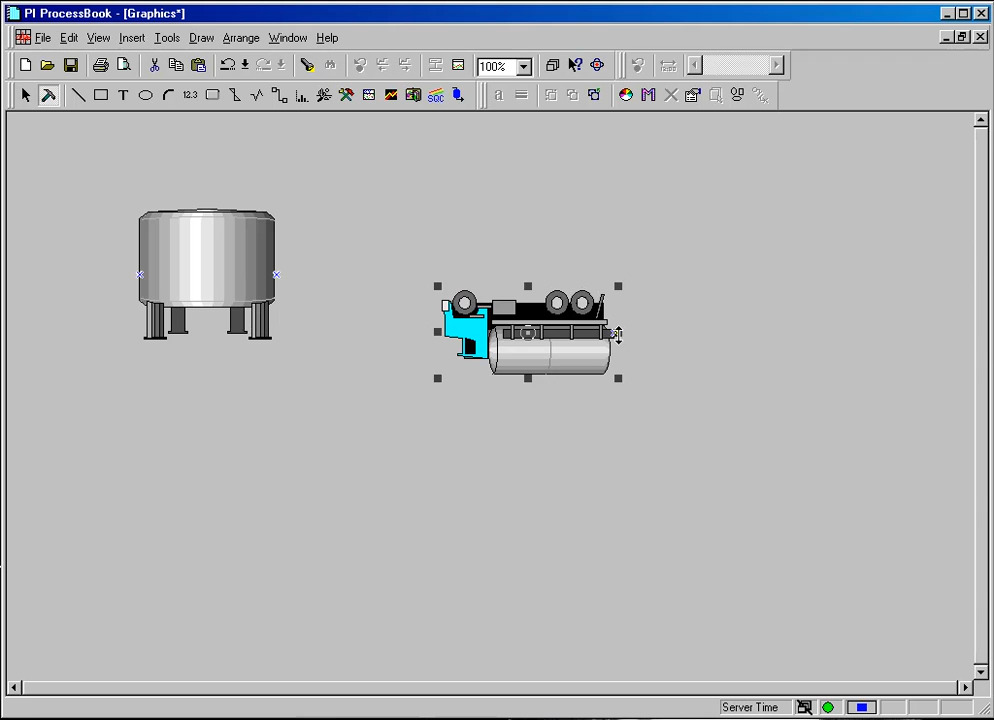 PI ProcessBook - [Graphics*]
File Edit View Insert Tools Draw Arrange Window Help
100%
T 12.3 SQC a
Server Time